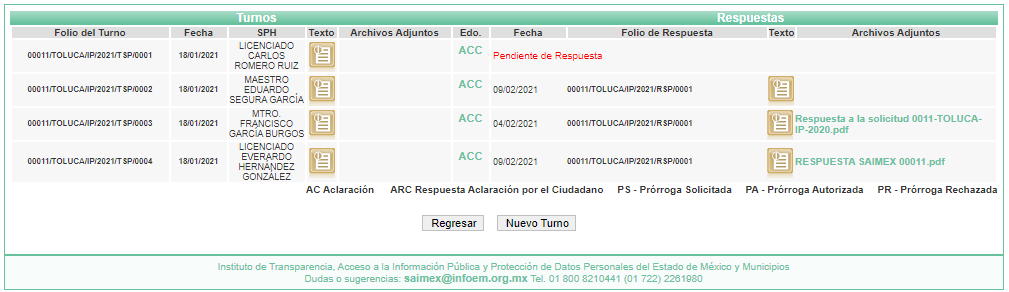 Turnos Respuestas
Folio del Turno Fecha SPH Texto Archivos Adjuntos Edo. Fecha Folio de Respuesta Texto Archivos Adjuntos
00011/TOLUCA/IP/2021/TSP/0001 18/01/2021 LICENCIADO CARLOS ROMERO RUIZ ACC Pendiente de Respuesta
00011/TOLUCA/IP/2021/TSP/0002 18/01/2021 MAESTRO EDUARDO SEGURA GARCÍA ACC 09/02/2021 00011/TOLUCA/IP/2021/RSP/0001
00011/TOLUCA/IP/2021/TSP/0003 18/01/2021 MTRO. FRANCISCO GARCÍA BURGOS ACC 04/02/2021 00011/TOLUCA/IP/2021/RSP/0001 Respuesta a la solicitud 0011-TOLUCA-IP-2020.pdf
00011/TOLUCA/IP/2021/TSP/0004 18/01/2021 LICENCIADO EVERARDO HERNÁNDEZ GONZÁLEZ ACC 09/02/2021 00011/TOLUCA/IP/2021/RSP/0001 RESPUESTA SAIMEX 00011.pdf
AC Aclaración ARC Respuesta Aclaración por el Ciudadano PS - Prórroga Solicitada PA - Prórroga Autorizada PR - Prórroga Rechazada
Regresar Nuevo Turno
Instituto de Transparencia, Acceso a la Información Pública y Protección de Datos Personales del Estado de México y Municipios
Dudas o sugerencias: saimex@infoem.org.mx Tel. 01 800 8210441 (01 722) 2261980